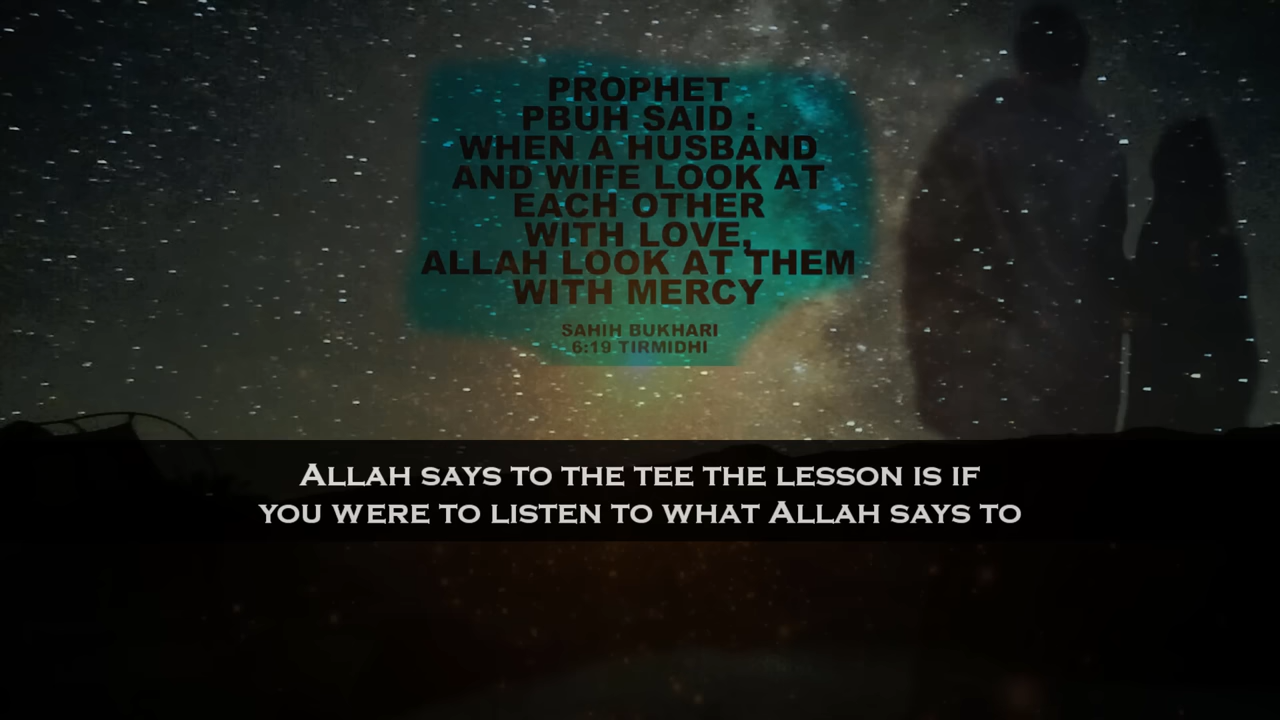 PROPHET
PBUH SAID :
WHEN A HUSBAND
AND WIFE LOOK AT
EACH OTHER
WITH LOVE,
ALLAH LOOK AT THEM
WITH MERCY
SAHIH BUKHARI
6:19 TIRMIDHI
ALLAH SAYS TO THE TEE THE LESSON IS IF
YOU WERE TO LISTEN TO WHAT ALLAH SAYS TO